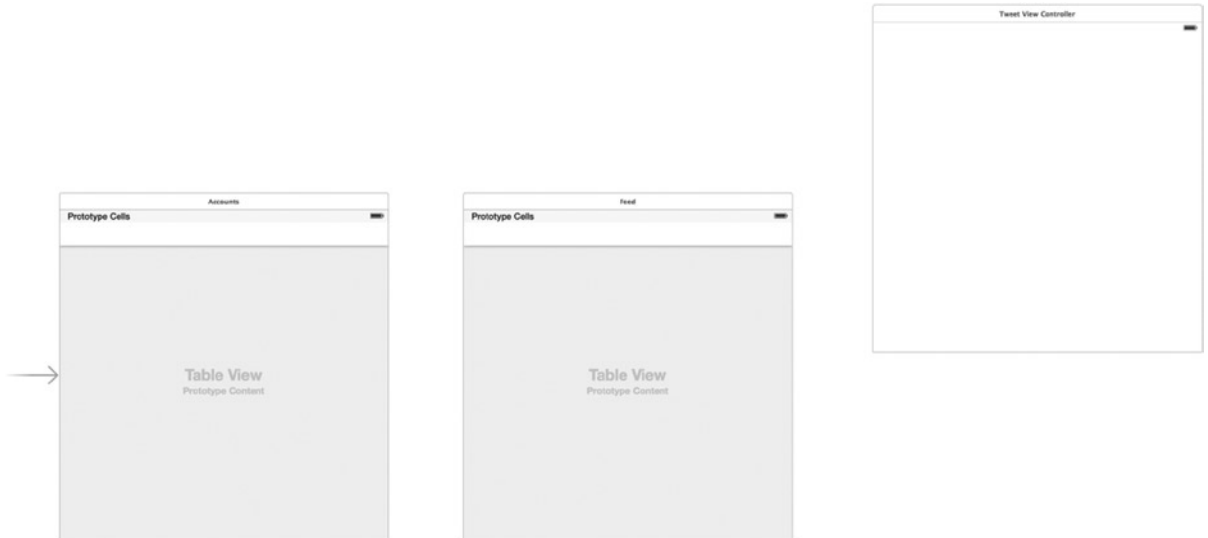 Tweet View Controller
Accounts
Prototype Cells
Table View
Prototype Content
Feed
Prototype Cells
Table View
Prototype Content